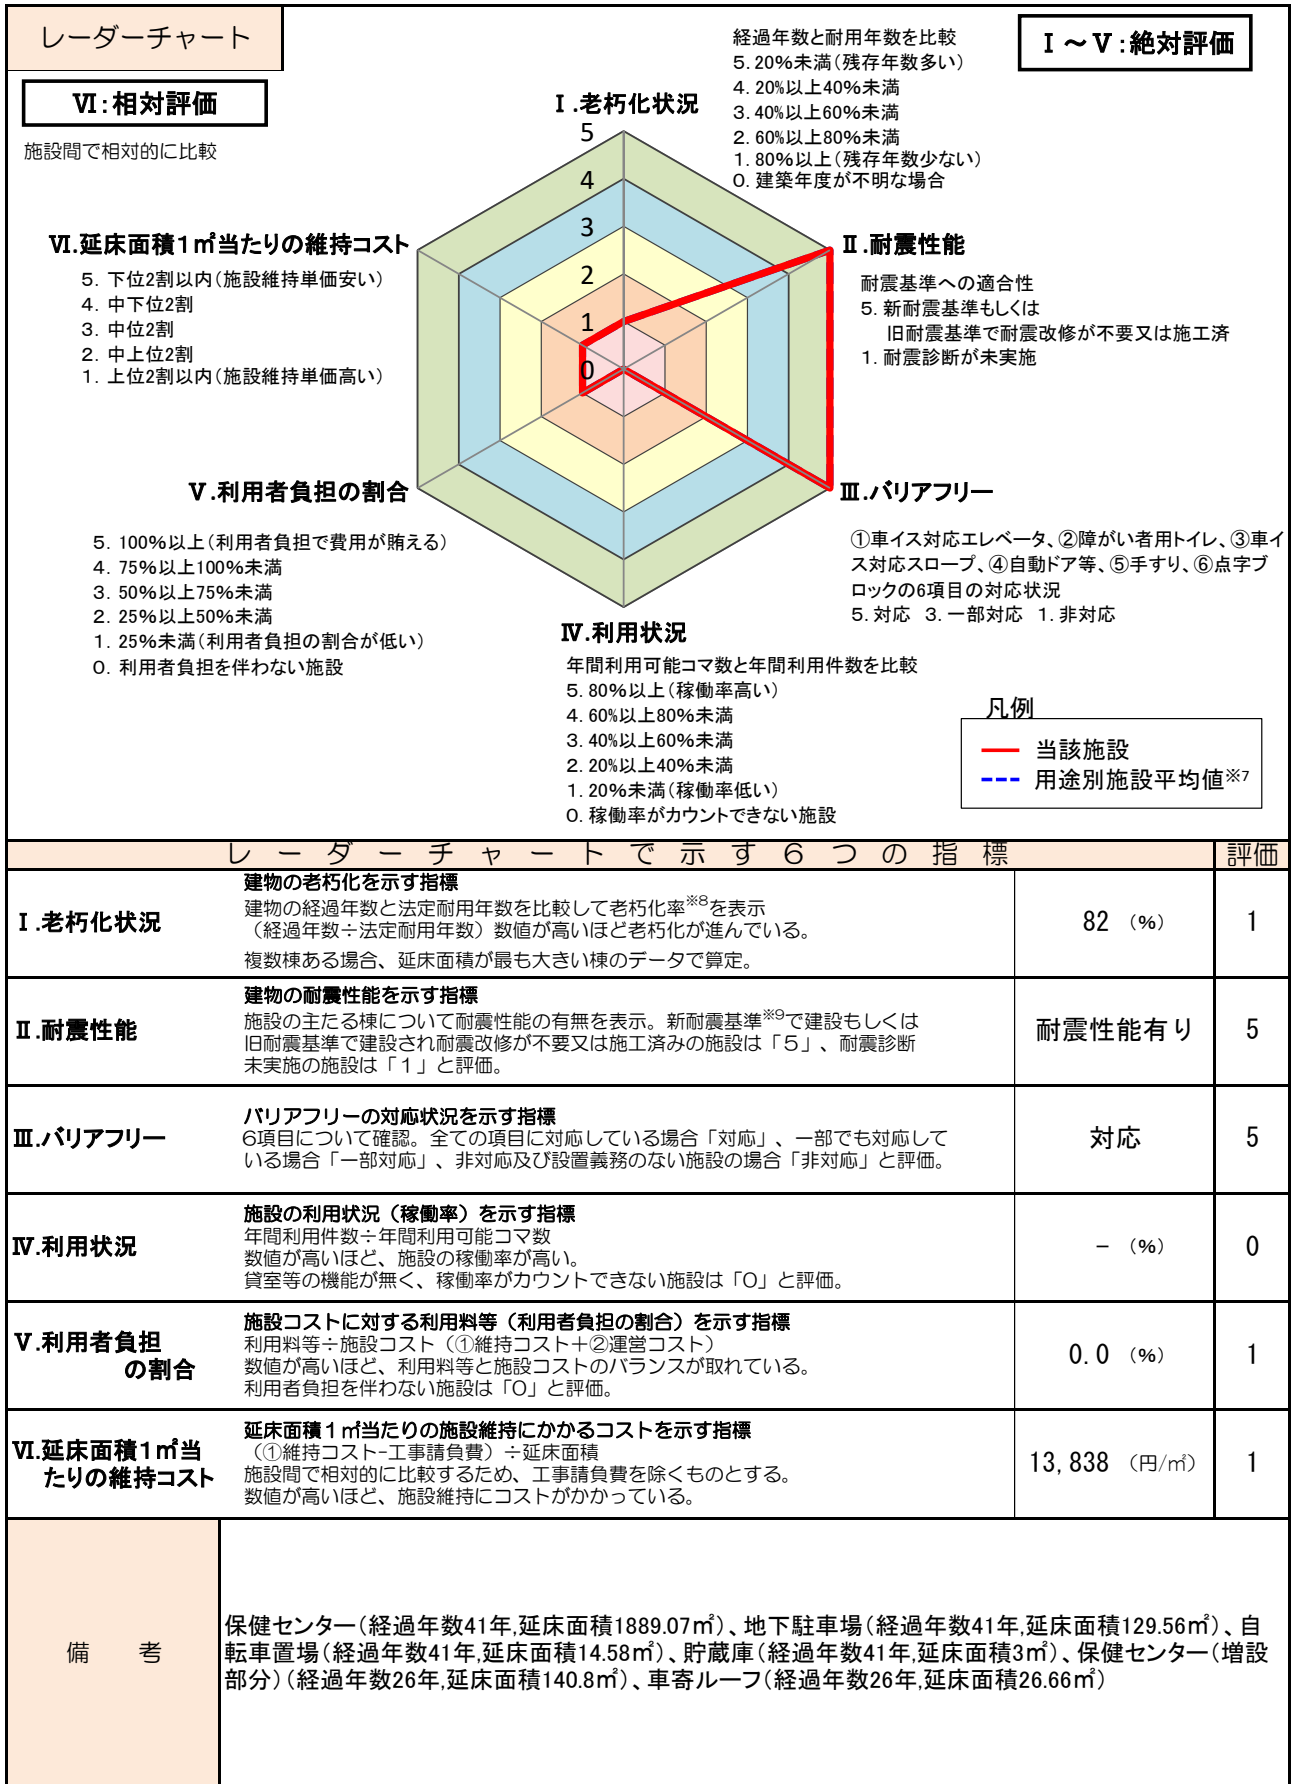 レーダーチャート
Ⅰ～Ⅴ:絶対評価
Ⅵ:相対評価
施設間で相対的に比較
Ⅰ.老朽化状況
経過年数と耐用年数を比較
5.20%未満(残存年数多い)
4.20%以上40%未満
3.40%以上60%未満
2.60%以上80%未満
1.80%以上(残存年数少ない)
0.建築年度が不明な場合
5
4
3
2
1
0
Ⅱ.耐震性能
耐震基準への適合性
5.新耐震基準もしくは
旧耐震基準で耐震改修が不要又は施工済
1.耐震診断が未実施
Ⅲ.バリアフリー
①車イス対応エレベータ、②障がい者用トイレ、③車イ
ス対応スロープ、④自動ドア等、⑤手すり、⑥点字ブ
ロックの6項目の対応状況
5.対応 3.一部対応 1.非対応
Ⅳ.利用状況
年間利用可能コマ数と年間利用件数を比較
5.80%以上(稼働率高い)
4.60%以上80%未満
3.40%以上60%未満
2.20%以上40%未満
1.20%未満(稼働率低い)
0.稼働率がカウントできない施設
Ⅴ.利用者負担の割合
5.100%以上(利用者負担で費用が賄える)
4.75%以上100%未満
3.50%以上75%未満
2.25%以上50%未満
1.25%未満(利用者負担の割合が低い)
0.利用者負担を伴わない施設
Ⅵ.延床面積1㎡当たりの維持コスト
5.下位2割以内(施設維持単価安い)
4.中下位2割
3.中位2割
2.中上位2割
1.上位2割以内(施設維持単価高い)
凡例
当該施設
用途別施設平均値※7
レーダーチャートで示す6つの指標 評価
Ⅰ.老朽化状況
建物の老朽化を示す指標
建物の経過年数と法定耐用年数を比較して老朽化率※8を表示
（経過年数÷法定耐用年数）数値が高いほど老朽化が進んでいる。
複数棟ある場合、延床面積が最も大きい棟のデータで算定。
82 (%) 1
Ⅱ.耐震性能
建物の耐震性能を示す指標
施設の主たる棟について耐震性能の有無を表示。新耐震基準※9で建設もしくは
旧耐震基準で建設され耐震改修が不要又は施工済みの施設は「5」、耐震診断
未実施の施設は「1」と評価。
耐震性能有り 5
Ⅲ.バリアフリー
バリアフリーの対応状況を示す指標
6項目について確認。全ての項目に対応している場合「対応」、一部でも対応して
いる場合「一部対応」、非対応及び設置義務のない施設の場合「非対応」と評価。
対応 5
Ⅳ.利用状況
施設の利用状況（稼働率）を示す指標
年間利用件数÷年間利用可能コマ数
数値が高いほど、施設の稼働率が高い。
貸室等の機能が無く、稼働率がカウントできない施設は「0」と評価。
－ (%) 0
Ⅴ.利用者負担
の割合
施設コストに対する利用料等（利用者負担の割合）を示す指標
利用料等÷施設コスト（①維持コスト＋②運営コスト）
数値が高いほど、利用料等と施設コストのバランスが取れている。
利用者負担を伴わない施設は「0」と評価。
0.0 (%) 1
Ⅵ.延床面積1㎡当
たりの維持コスト
延床面積1㎡当たりの施設維持にかかるコストを示す指標
（①維持コスト-工事請負費）÷延床面積
施設間で相対的に比較するため、工事請負費を除くものとする。
数値が高いほど、施設維持にコストがかかっている。
13,838 (円/㎡) 1
備 考
保健センター(経過年数41年,延床面積1889.07㎡)、地下駐車場(経過年数41年,延床面積129.56㎡)、自
転車置場(経過年数41年,延床面積14.58㎡)、貯蔵庫(経過年数41年,延床面積3㎡)、保健センター(増設
部分)(経過年数26年,延床面積140.8㎡)、車寄ルーフ(経過年数26年,延床面積26.66㎡)